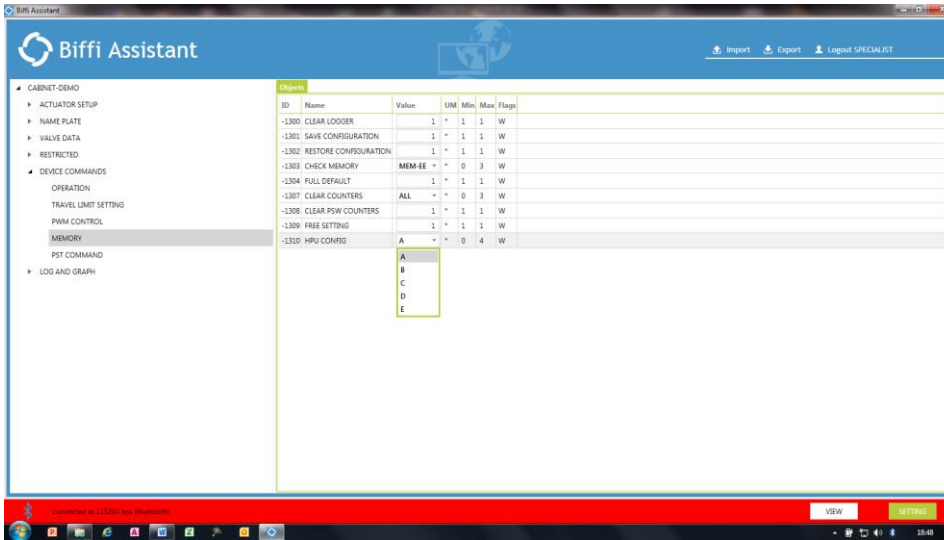 Biffi Assistant
Biffi Assistant
Import Export Logout SPECIALIST
CABINET-DEMO
ACTUATOR SETUP
NAME PLATE
VALVE DATA
RESTRICTED
DEVICE COMMANDS
OPERATION
TRAVEL LIMIT SETTING
PWM CONTROL
MEMORY
PST COMMAND
LOG AND GRAPH
Objects
ID Name Value UM Min Max Flags
-1300 CLEAR LOGGER 1 * 1 1 W
-1301 SAVE CONFIGURATION 1 * 1 1 W
-1302 RESTORE CONFIGURATION 1 * 1 1 W
-1303 CHECK MEMORY MEM-EE * 0 3 W
-1304 FULL DEFAULT 1 * 1 1 W
-1307 CLEAR COUNTERS ALL * 0 3 W
-1308 CLEAR PSW COUNTERS 1 * 1 1 W
-1309 FREE SETTING 1 * 1 1 W
-1310 HPU CONFIG A * 0 4 W
A
B
C
D
E
Connected at 115200 bps (Bluetooth)
VIEW SETTING
18:48